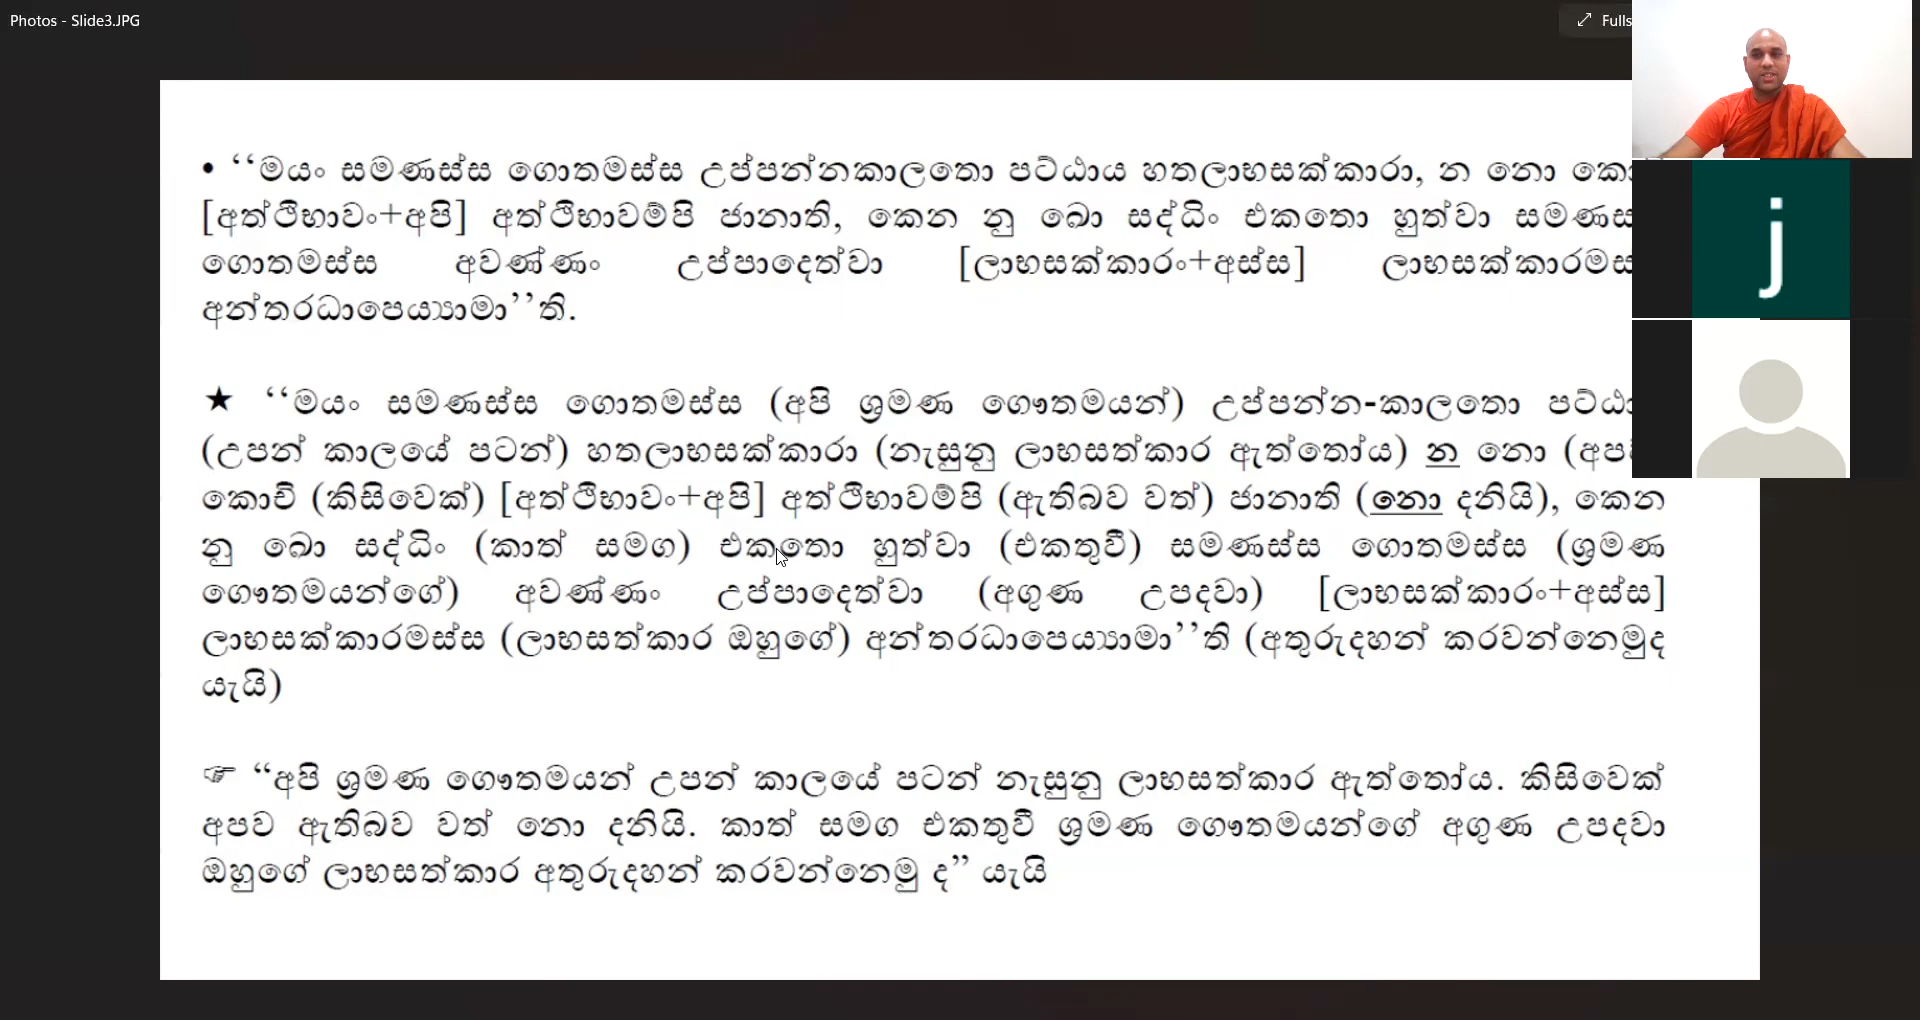 Photos - Slide3.JPG
Fulls
• ‘‘මයං සමණස්ස ගොතමස්ස උප්පන්නකාලතො පට්ඨාය හතලාභසක්කාරා, න නො
[අත්ථිභාවං+අපි] අත්ථිභාවම්පි ජානාති, කෙන නු ඛො සද්ධිං එකතො හුත්වා
ගොතමස්ස අවණ්ණං උප්පාදෙත්වා [ලාභසක්කාරං+අස්ස]
අන්තරධාපෙය්‍යාමා’’ති.
★ ‘‘මයං සමණස්ස ගොතමස්ස (අපි ශ්‍රමණ ගෞතමයන්) උප්පන්න-කාලතො
(උපන් කාලයේ පටන්) හතලාභසක්කාරා (නැසුනු ලාභසත්කාර ඇත්තෝය) න නො
කොචි (කිසිවෙක්) [අත්ථිභාවං+අපි] අත්ථිභාවම්පි (ඇතිබව වත්) ජානාති (නො දනියි), කෙන
නු ඛො සද්ධිං (කාත් සමග) එකතො හුත්වා (එකතුවී) සමණස්ස ගොතමස්ස (ශ්‍රමණ
ගෞතමයන්ගේ) අවණ්ණං උප්පාදෙත්වා (අගුණ උපදවා) [ලාභසක්කාරං+අස්ස]
ලාභසක්කාරමස්ස (ලාභසත්කාර ඔහුගේ) අන්තරධාපෙය්‍යාමා’’ති (අතුරුදහන් කරවන්නෙමුද
යැයි)
☞ “අපි ශ්‍රමණ ගෞතමයන් උපන් කාලයේ පටන් නැසුනු ලාභසත්කාර ඇත්තෝය. කිසිවෙක්
අපව ඇතිබව වත් නො දනියි. කාත් සමග එකතුවී ශ්‍රමණ ගෞතමයන්ගේ අගුණ උපදවා
ඔහුගේ ලාභසත්කාර අතුරුදහන් කරවන්නෙමු ද” යැයි
j